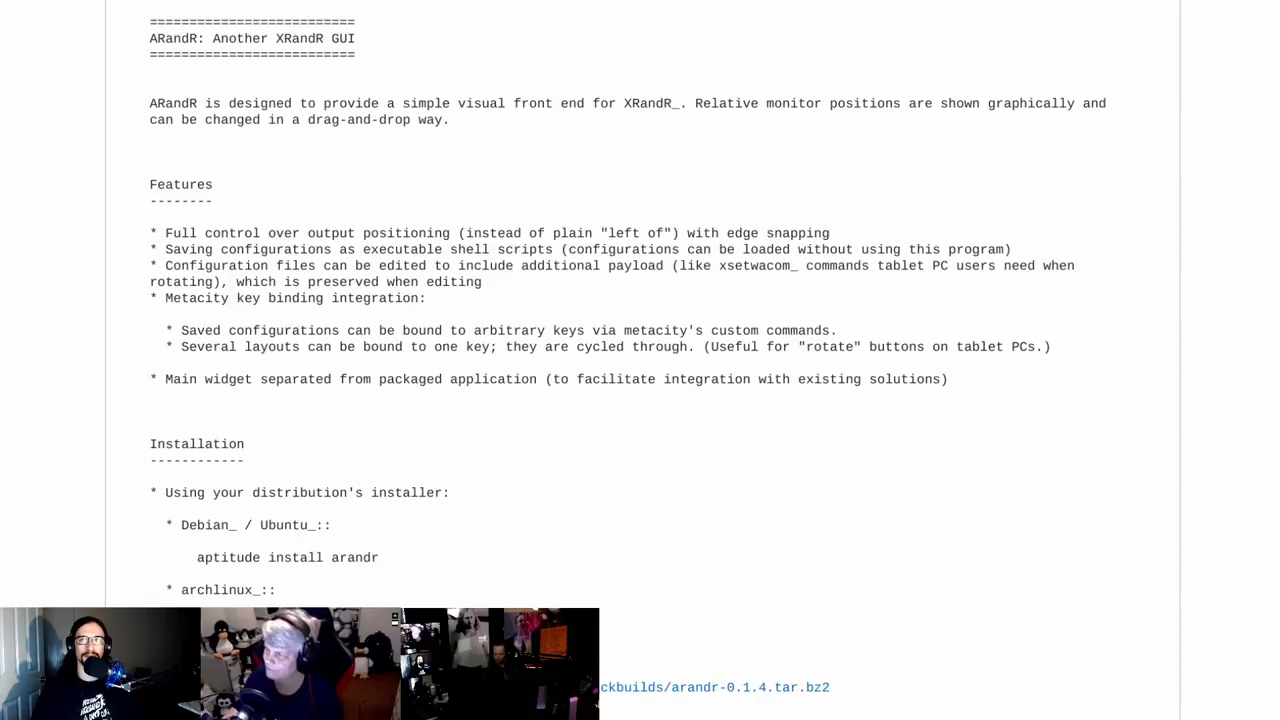 ==========================
ARandR: Another XRandR GUI
==========================
ARandR is designed to provide a simple visual front end for XRandR_. Relative monitor positions are shown graphically and
can be changed in a drag-and-drop way.
Features
--------
* Full control over output positioning (instead of plain "left of") with edge snapping
* Saving configurations as executable shell scripts (configurations can be loaded without using this program)
* Configuration files can be edited to include additional payload (like xsetwacom_ commands tablet PC users need when
rotating), which is preserved when editing
* Metacity key binding integration:
* Saved configurations can be bound to arbitrary keys via metacity's custom commands.
* Several layouts can be bound to one key; they are cycled through. (Useful for "rotate" buttons on tablet PCs.)
* Main widget separated from packaged application (to facilitate integration with existing solutions)
Installation
------------
* Using your distribution's installer:
* Debian_ / Ubuntu_::
aptitude install arandr
* archlinux_::
ckbuilds/arandr-0.1.4.tar.bz2